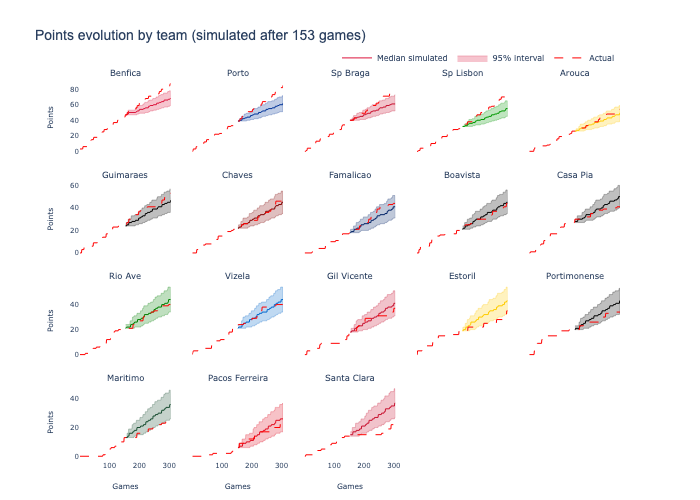 Points evolution by team (simulated after 153 games)
Median simulated 95% interval Actual
Benfica Porto Sp Braga Sp Lisbon Arouca
80
60
40
20
0
Points
Guimaraes Chaves Famalicao Boavista Casa Pia
60
40
20
0
Points
Rio Ave Vizela Gil Vicente Estoril Portimonense
40
20
0
Points
Maritimo Pacos Ferreira Santa Clara
40
20
0
Points
100 200 300 100 200 300 100 200 300
Games Games Games